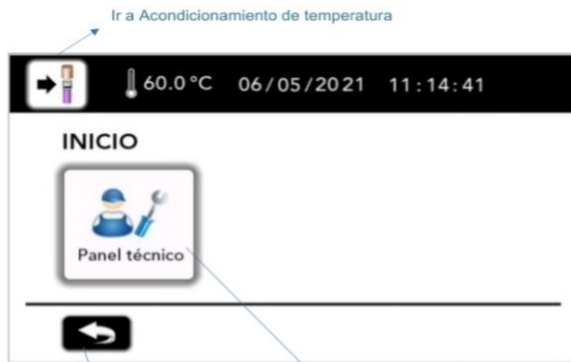 Ir a Acondicionamiento de temperatura
60.0 °C 06/05/2021 11:14:41
INICIO
Panel técnico